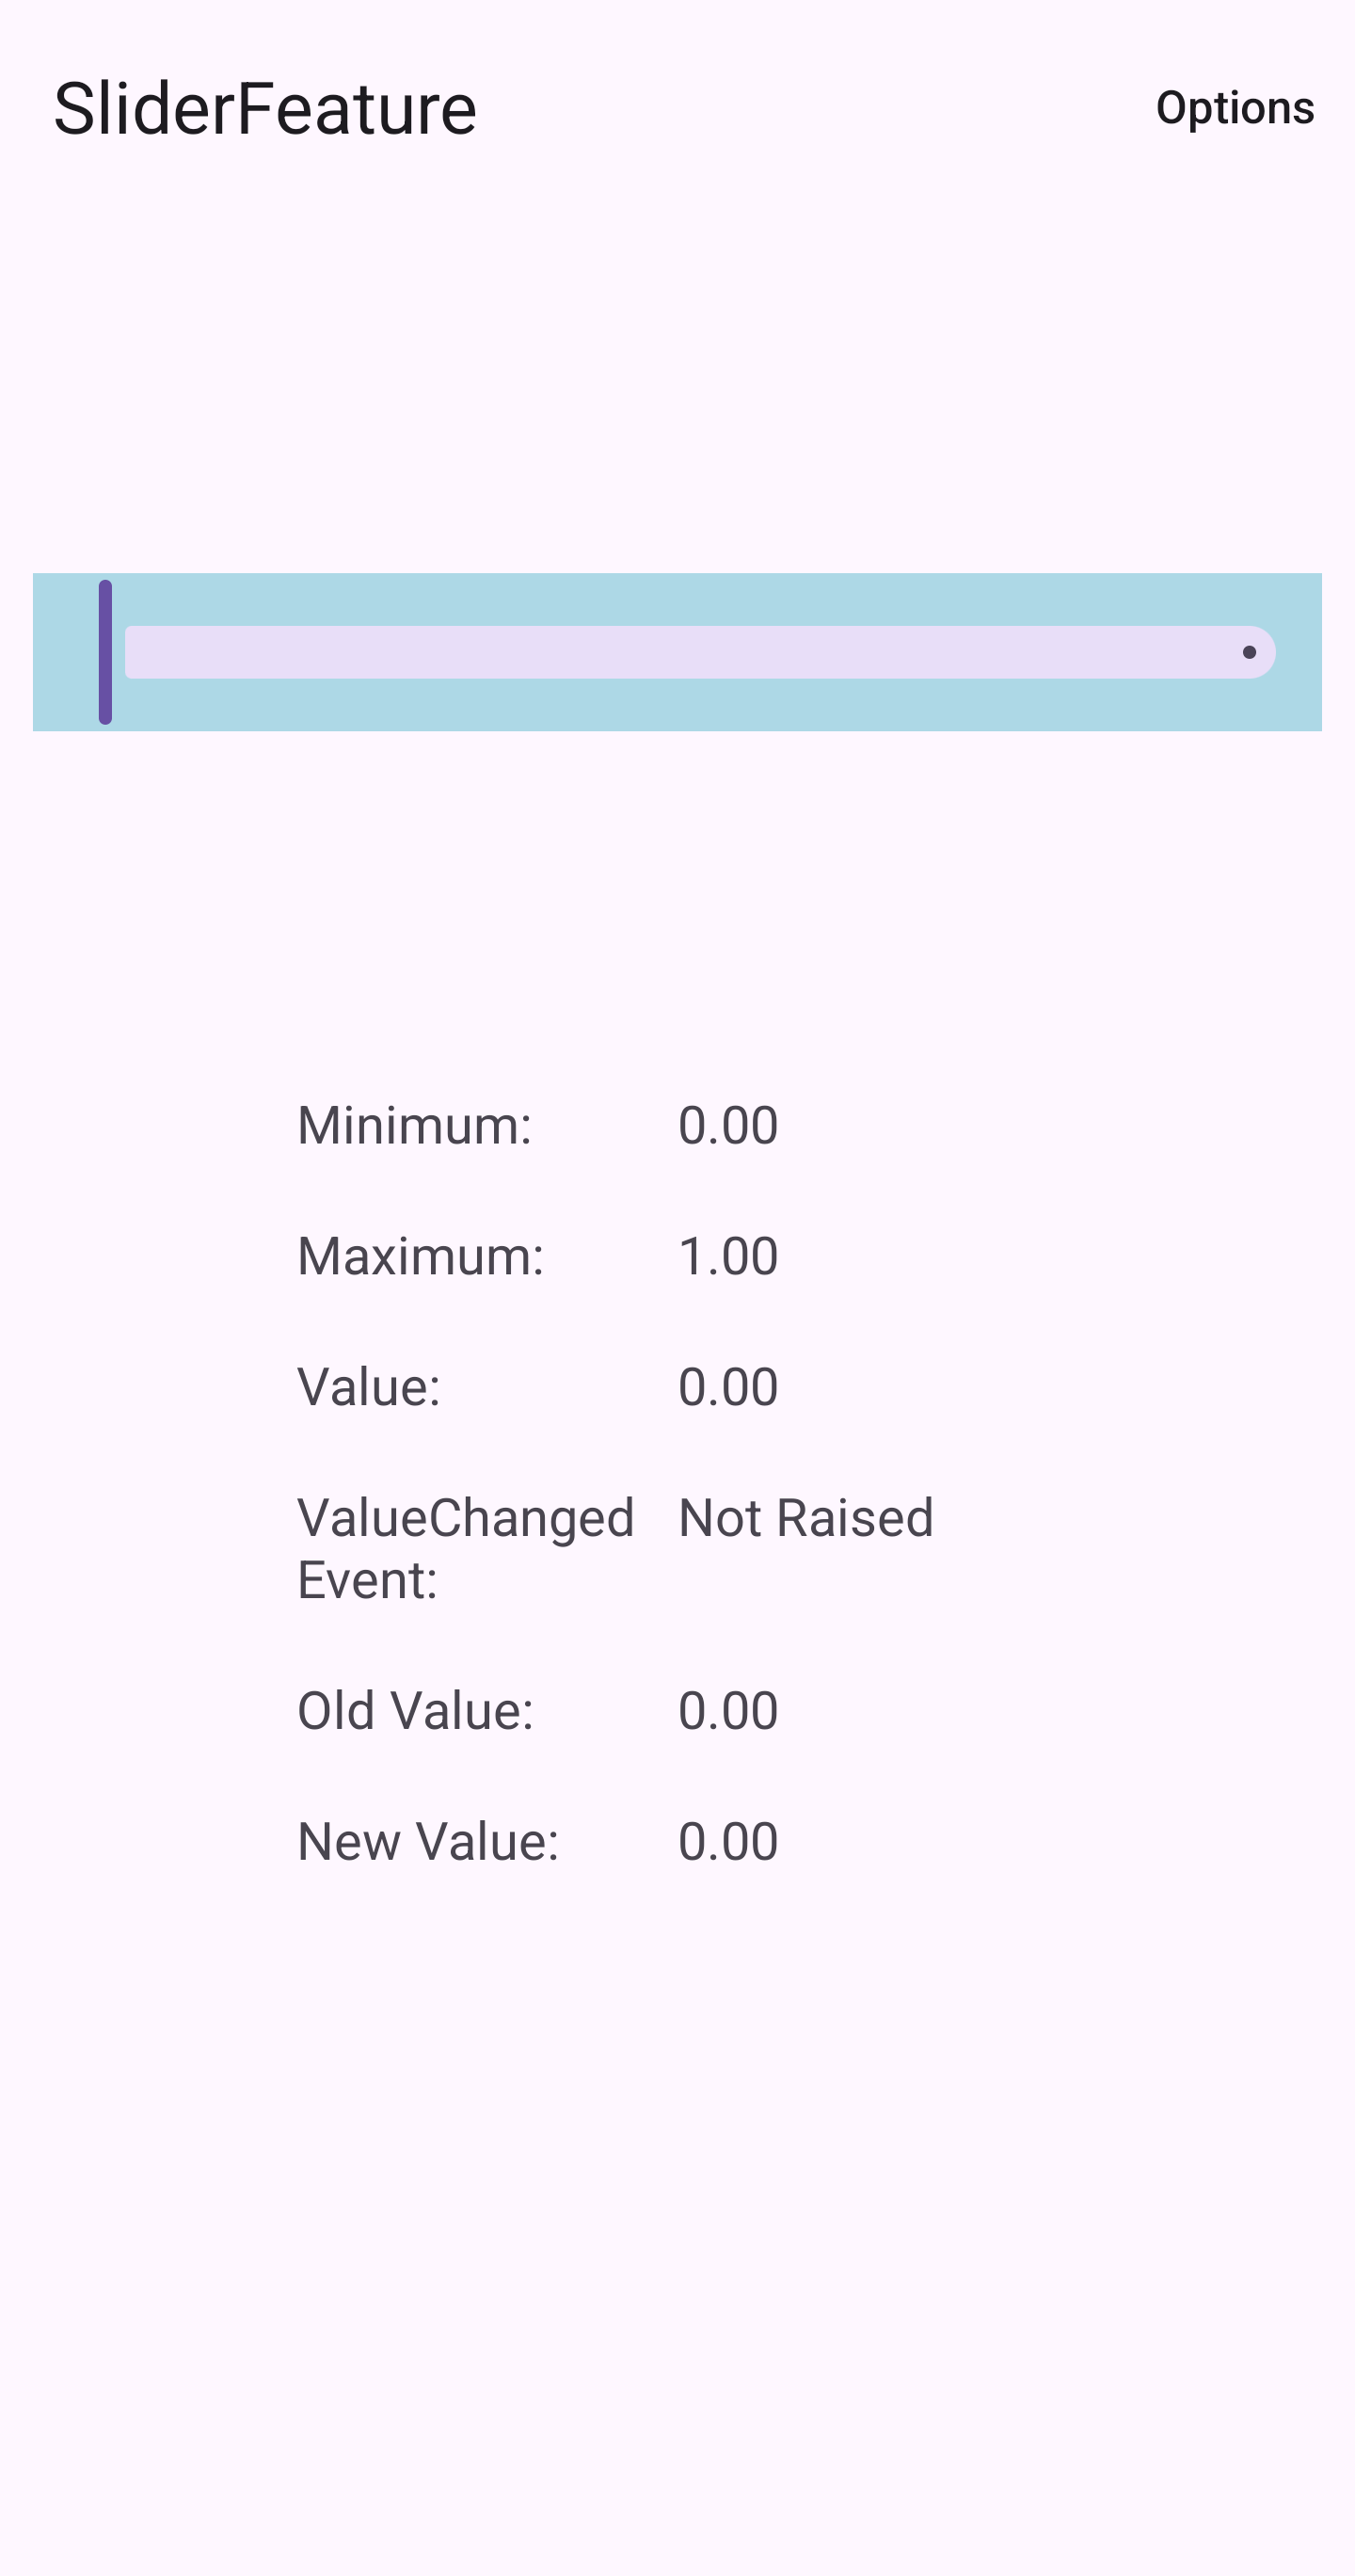 SliderFeature Options
Minimum: 0.00
Maximum: 1.00
Value: 0.00
ValueChanged Not Raised
Event:
Old Value: 0.00
New Value: 0.00